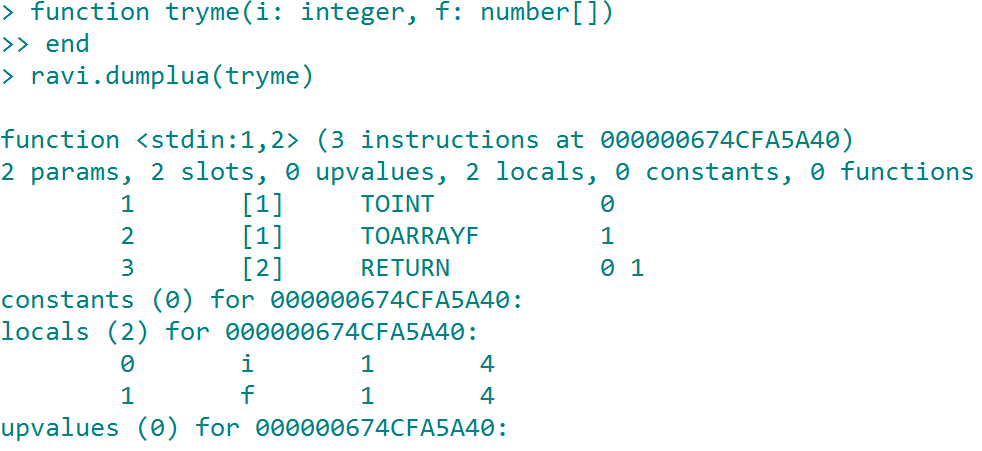 > function tryme(i: integer, f: number[])
>> end
> ravi.dumplua(tryme)
function <stdin:1,2> (3 instructions at 000000674CFA5A40)
2 params, 2 slots, 0 upvalues, 2 locals, 0 constants, 0 functions
1 [1] TOINT 0
2 [1] TOARRAYF 1
3 [2] RETURN 0 1
constants (0) for 000000674CFA5A40:
locals (2) for 000000674CFA5A40:
0 i 1 4
1 f 1 4
upvalues (0) for 000000674CFA5A40: